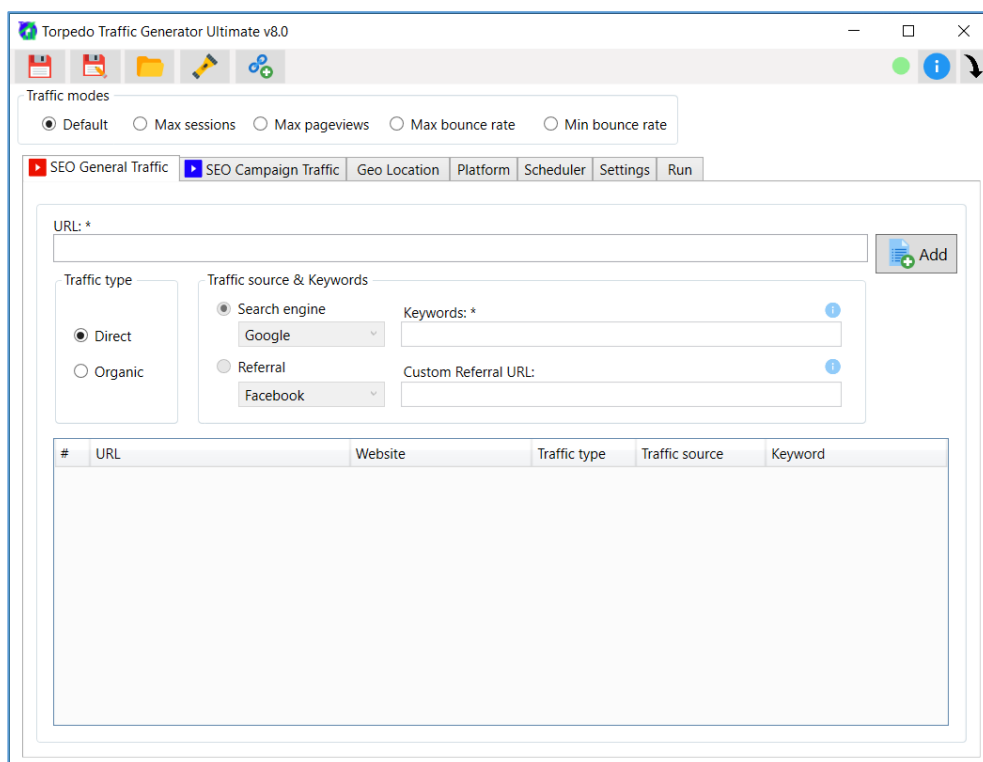 Torpedo Traffic Generator Ultimate v8.0
Traffic modes
Default Max sessions Max pageviews Max bounce rate Min bounce rate
SEO General Traffic SEO Campaign Traffic Geo Location Platform Scheduler Settings Run
URL: *
Add
Traffic type Traffic source & Keywords
Search engine Keywords: *
Direct Google
Organic Referral Custom Referral URL:
Facebook
# URL Website Traffic type Traffic source Keyword